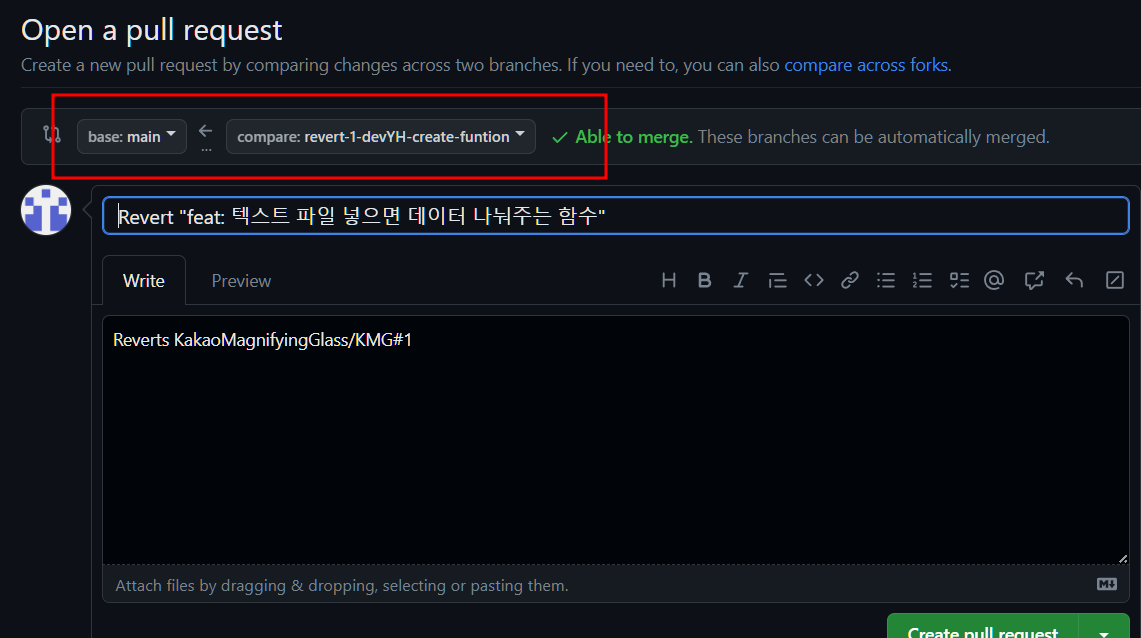 Open a pull request
Create a new pull request by comparing changes across two branches. If you need to, you can also compare across forks.
base: main ← compare: revert-1-devYH-create-funtion ✓ Able to merge. These branches can be automatically merged.
...
Revert "feat: 텍스트 파일 넣으면 데이터 나눠주는 함수"
Write Preview H B I <> @
Reverts KakaoMagnifyingGlass/KMG#1
Attach files by dragging & dropping, selecting or pasting them. M↓
Create pull request